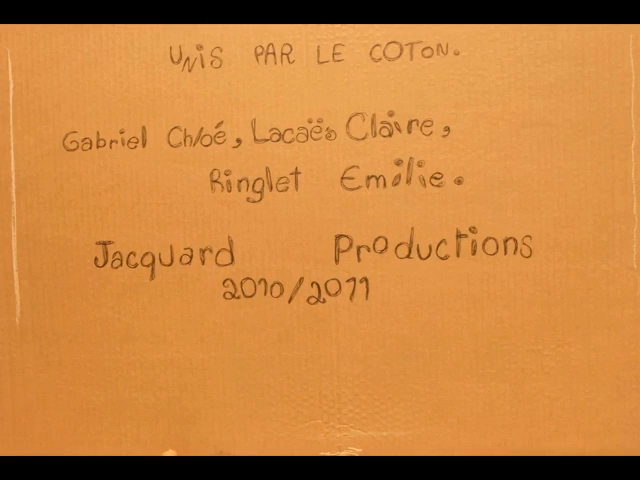 UNIS PAR LE COTON.
Gabriel Chloé, Lacaës Claire,
Ringlet Emilie.
Jacquard Productions
2010/2011